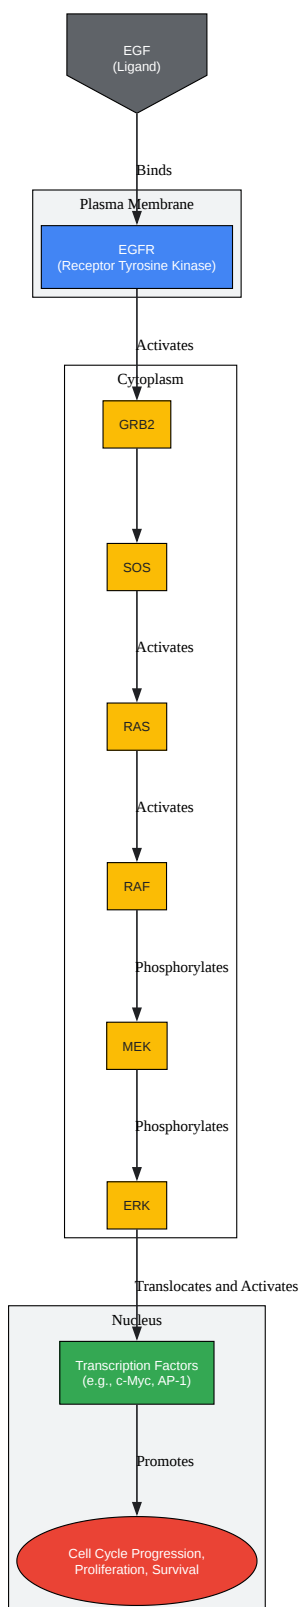 EGF
(Ligand)
Binds
Plasma Membrane
EGFR
(Receptor Tyrosine Kinase)
Activates
Cytoplasm
GRB2
SOS
Activates
RAS
Activates
RAF
Phosphorylates
MEK
Phosphorylates
ERK
Translocates and Activates
Nucleus
Transcription Factors
(e.g., c-Myc, AP-1)
Promotes
Cell Cycle Progression,
Proliferation, Survival